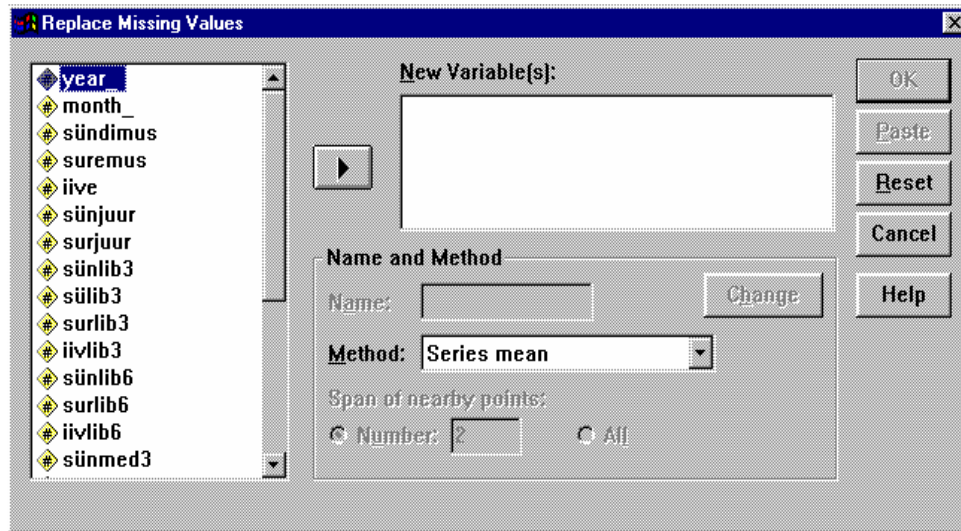 Replace Missing Values
year_
month_
sündimus
suremus
iive
sünjuur
surjuur
sünlib3
sülib3
surlib3
iivlib3
sünlib6
surlib6
iivlib6
sünmed3
New Variable(s):
Name and Method
Name:
Change
Method: Series mean
Span of nearby points:
Number: 2
All
OK
Paste
Reset
Cancel
Help